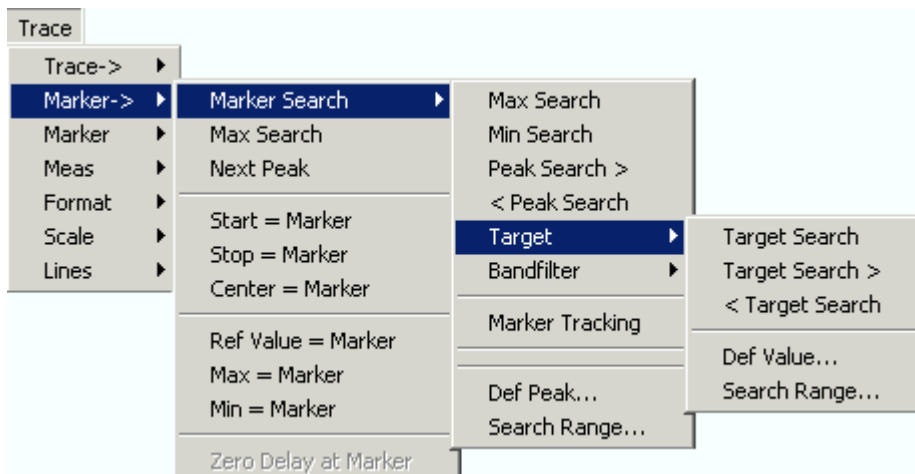 Trace
Trace->
Marker->
Marker
Meas
Format
Scale
Lines
Marker Search
Max Search
Next Peak
Start = Marker
Stop = Marker
Center = Marker
Ref Value = Marker
Max = Marker
Min = Marker
Zero Delay at Marker
Max Search
Min Search
Peak Search >
< Peak Search
Target
Bandfilter
Marker Tracking
Def Peak...
Search Range...
Target Search
Target Search >
< Target Search
Def Value...
Search Range...